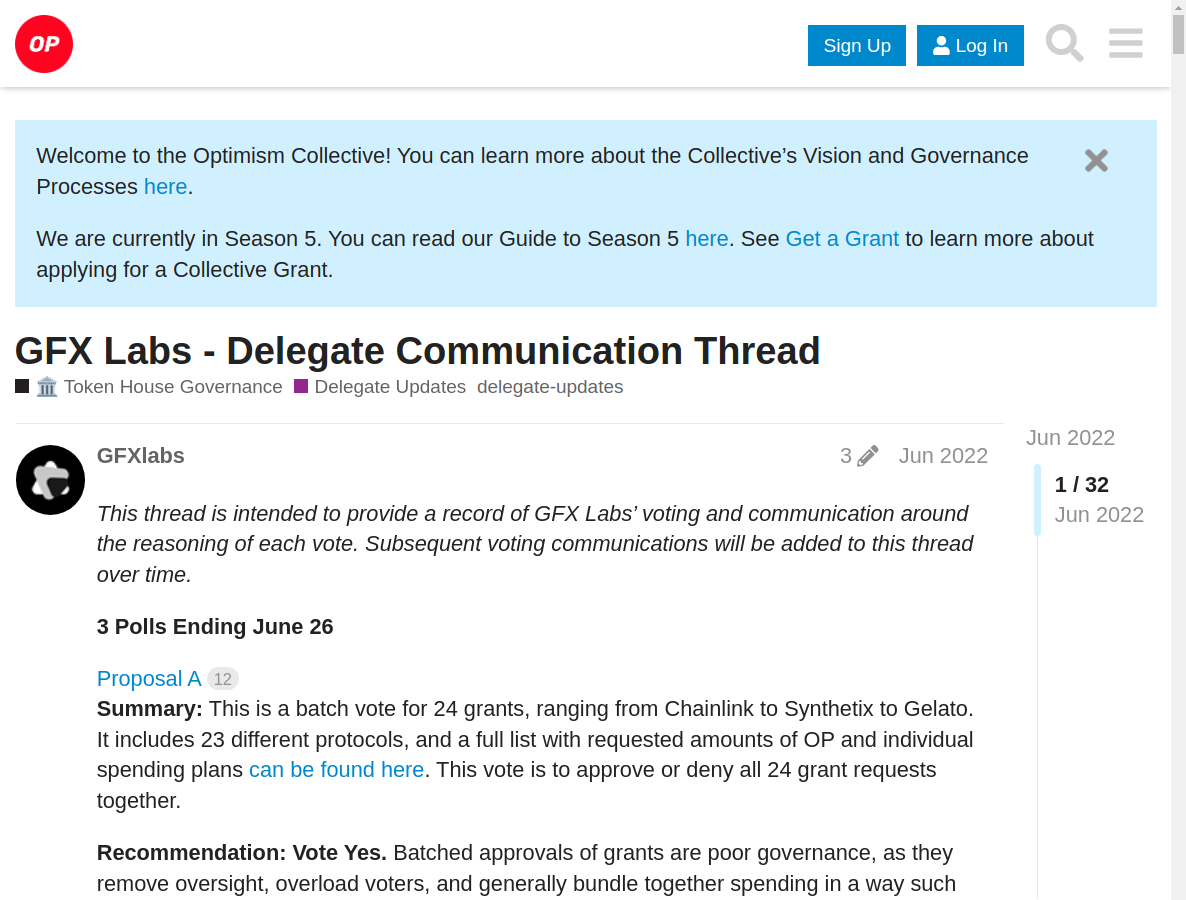 OP
Sign Up
Log In
Welcome to the Optimism Collective! You can learn more about the Collective’s Vision and Governance
Processes here.
We are currently in Season 5. You can read our Guide to Season 5 here. See Get a Grant to learn more about
applying for a Collective Grant.
GFX Labs - Delegate Communication Thread
Token House Governance Delegate Updates delegate-updates
GFXlabs
3 Jun 2022
This thread is intended to provide a record of GFX Labs’ voting and communication around
the reasoning of each vote. Subsequent voting communications will be added to this thread
over time.
3 Polls Ending June 26
Proposal A 12
Summary: This is a batch vote for 24 grants, ranging from Chainlink to Synthetix to Gelato.
It includes 23 different protocols, and a full list with requested amounts of OP and individual
spending plans can be found here. This vote is to approve or deny all 24 grant requests
together.
Recommendation: Vote Yes. Batched approvals of grants are poor governance, as they
remove oversight, overload voters, and generally bundle together spending in a way such
Jun 2022
1 / 32
Jun 2022